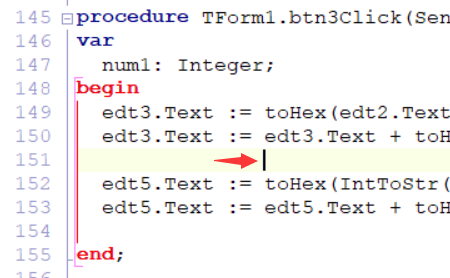 145 procedure TForm1.btn3Click(Sen
146 var
147 num1: Integer;
148 begin
149 edt3.Text := toHex(edt2.Text
150 edt3.Text := edt3.Text + toH
151
152 edt5.Text := toHex(IntToStr(
153 edt5.Text := edt5.Text + toH
154
155 end;
156